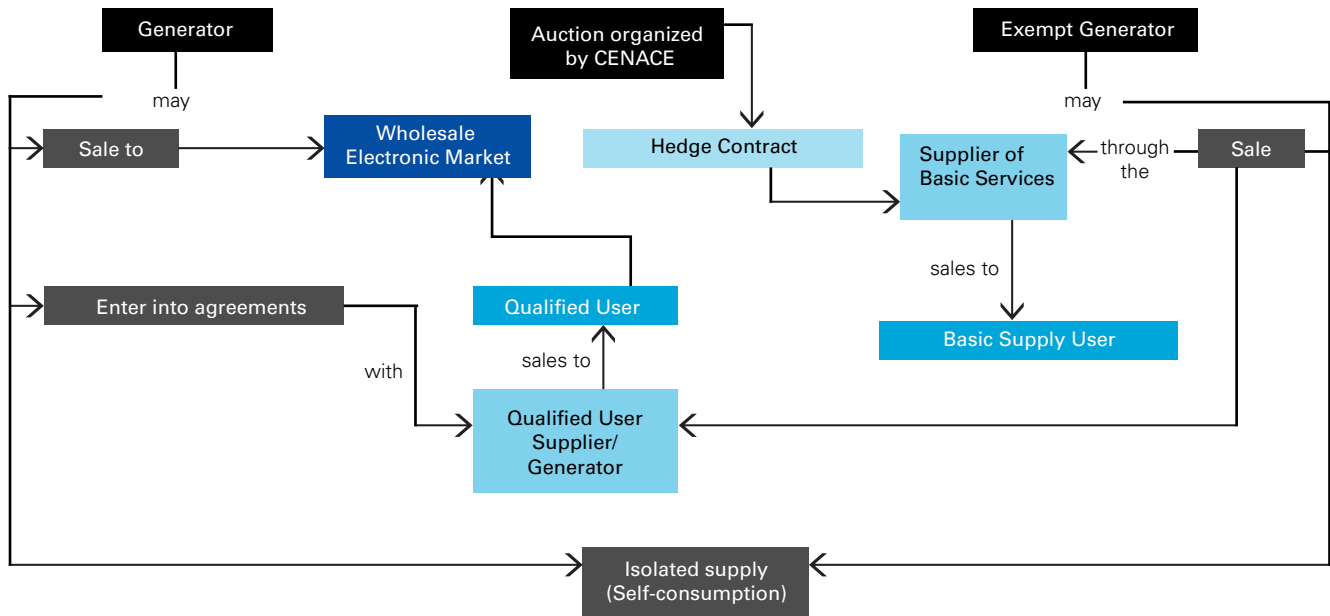 Generator
Auction organized
by CENACE
Exempt Generator
may
may
Sale to
Wholesale
Electronic Market
Hedge Contract
Supplier of
Basic Services
through
the
Sale
sales to
Enter into agreements
Qualified User
Basic Supply User
with
sales to
Qualified User
Supplier/
Generator
Isolated supply
(Self-consumption)